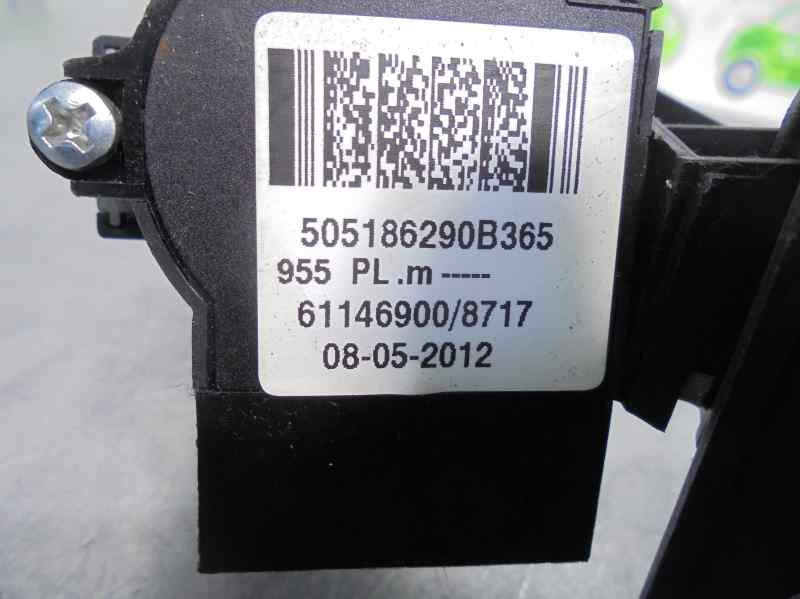 505186290B365
955 PL.m -----
61146900/8717
08-05-2012